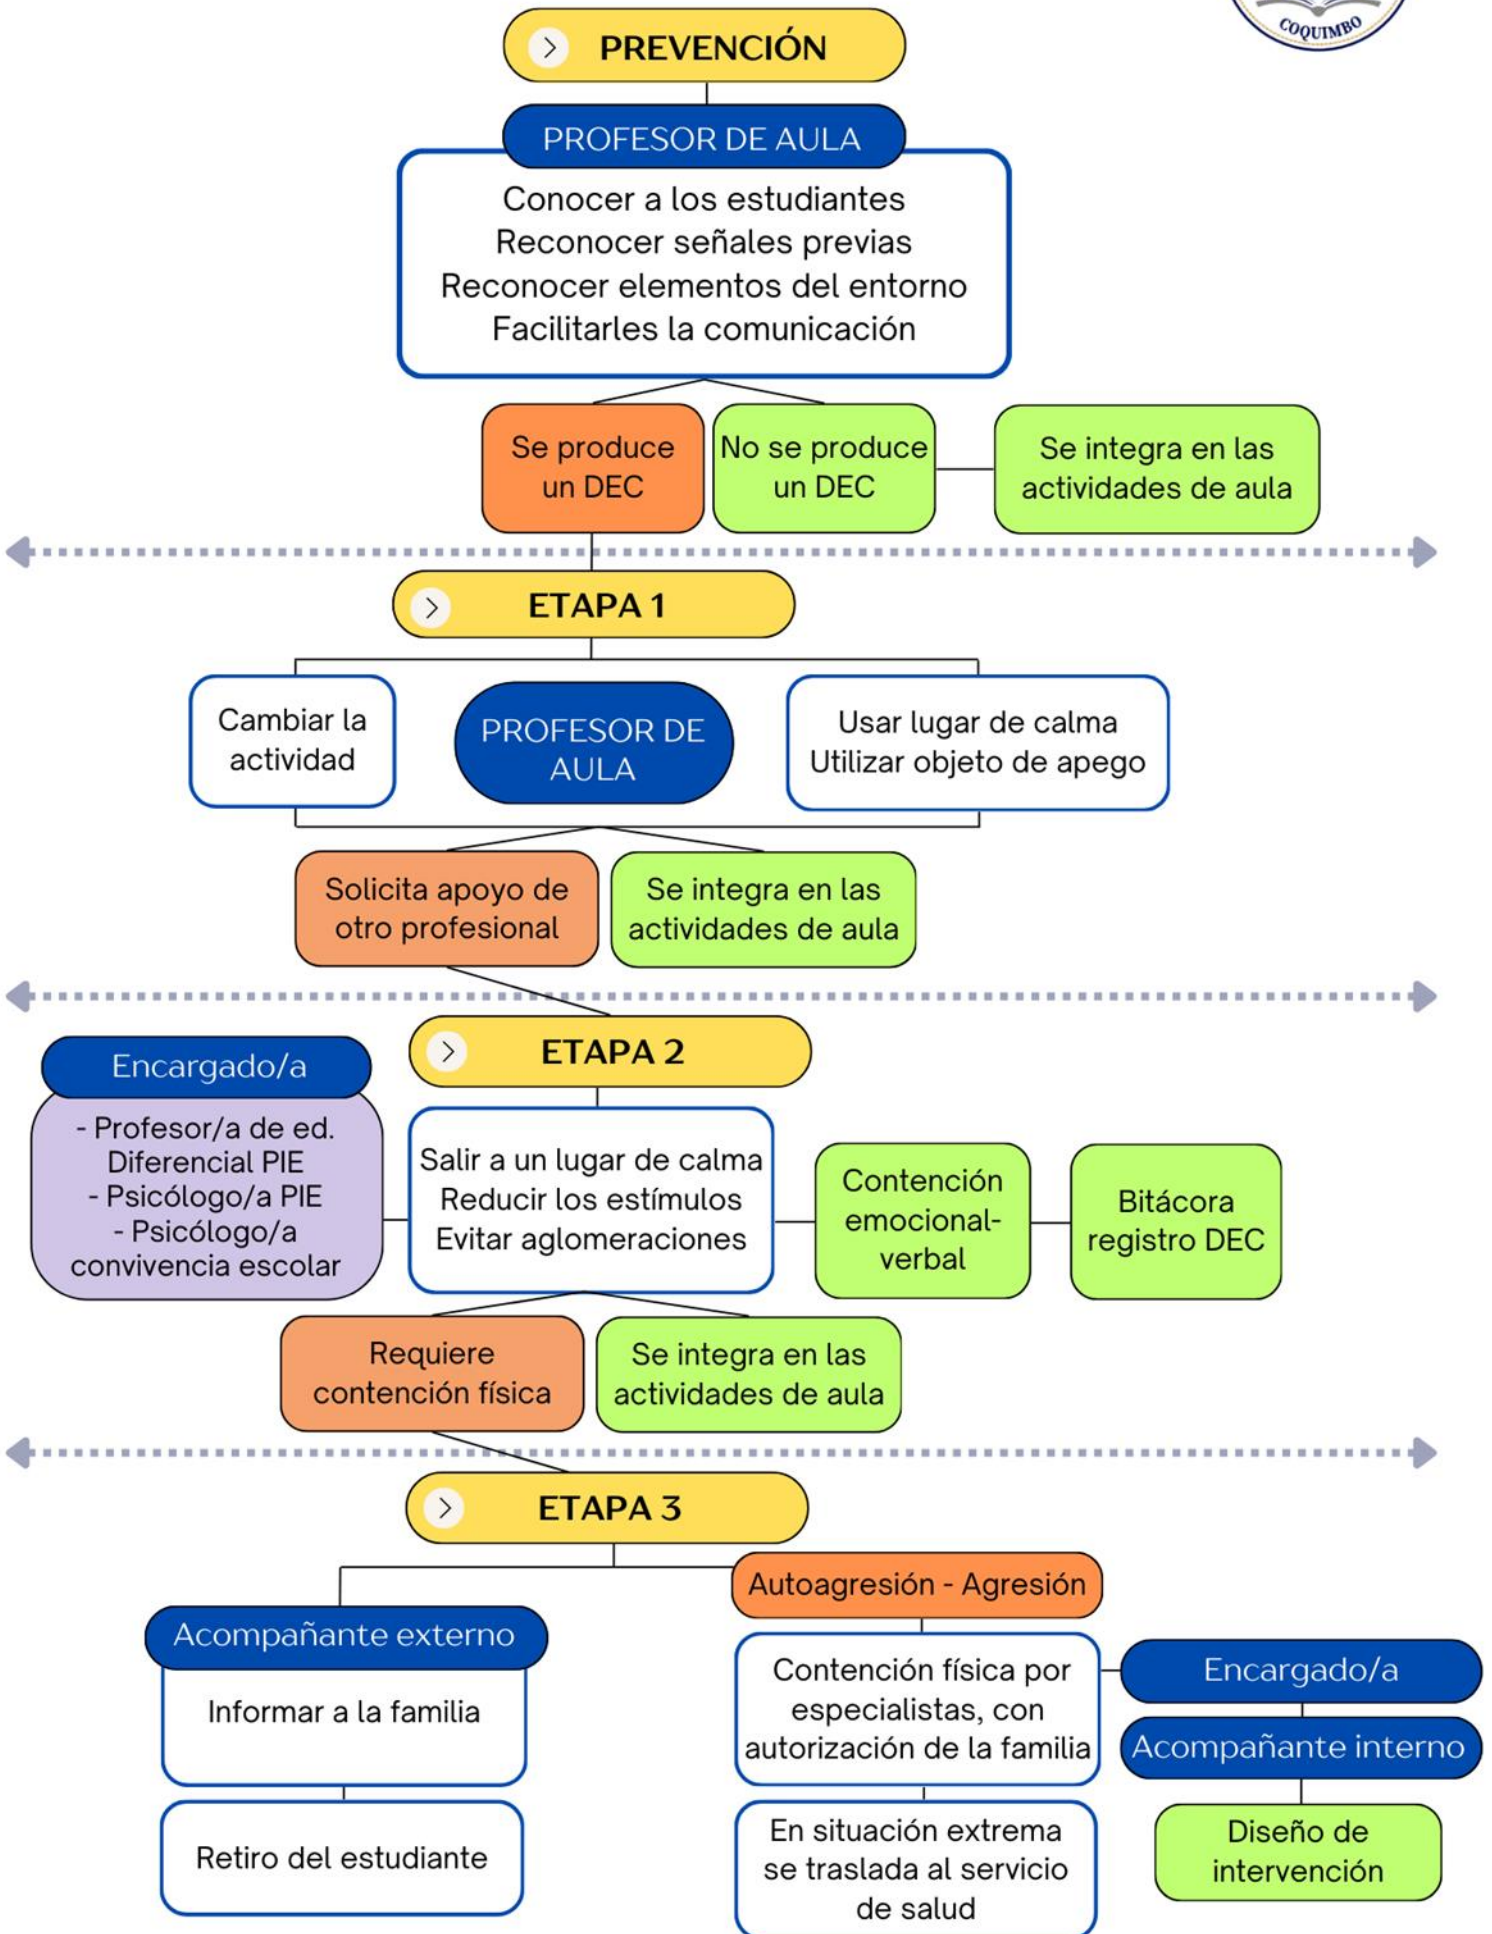 COQUIMBO
PREVENCIÓN
PROFESOR DE AULA
Conocer a los estudiantes
Reconocer señales previas
Reconocer elementos del entorno
Facilitarles la comunicación
Se produce
un DEC
No se produce
un DEC
Se integra en las
actividades de aula
ETAPA 1
Cambiar la
actividad
PROFESOR DE
AULA
Usar lugar de calma
Utilizar objeto de apego
Solicita apoyo de
otro profesional
Se integra en las
actividades de aula
ETAPA 2
Encargado/a
- Profesor/a de ed.
Diferencial PIE
- Psicólogo/a PIE
- Psicólogo/a
convivencia escolar
Salir a un lugar de calma
Reducir los estímulos
Evitar aglomeraciones
Contención
emocional-
verbal
Bitácora
registro DEC
Requiere
contención física
Se integra en las
actividades de aula
ETAPA 3
Acompañante externo
Informar a la familia
Retiro del estudiante
Autoagresión - Agresión
Contención física por
especialistas, con
autorización de la familia
En situación extrema
se traslada al servicio
de salud
Encargado/a
Acompañante interno
Diseño de
intervención